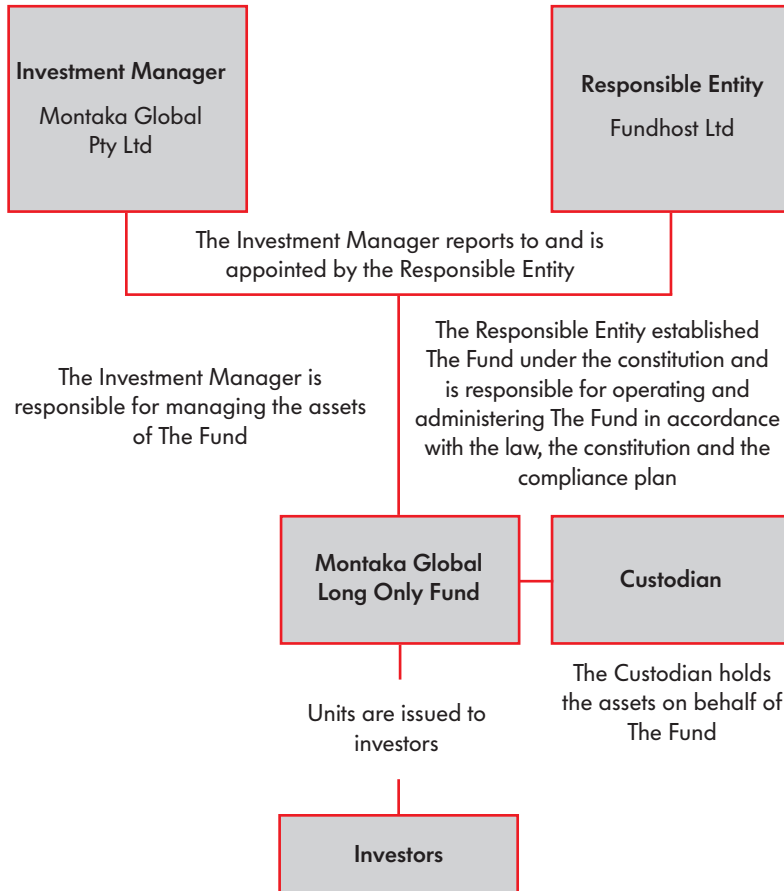 Investment Manager
Montaka Global
Pty Ltd
Responsible Entity
Fundhost Ltd
The Investment Manager reports to and is
appointed by the Responsible Entity
The Investment Manager is
responsible for managing the assets
of The Fund
The Responsible Entity established
The Fund under the constitution and
is responsible for operating and
administering The Fund in accordance
with the law, the constitution and the
compliance plan
Montaka Global
Long Only Fund
Custodian
The Custodian holds
the assets on behalf of
The Fund
Units are issued to
investors
Investors